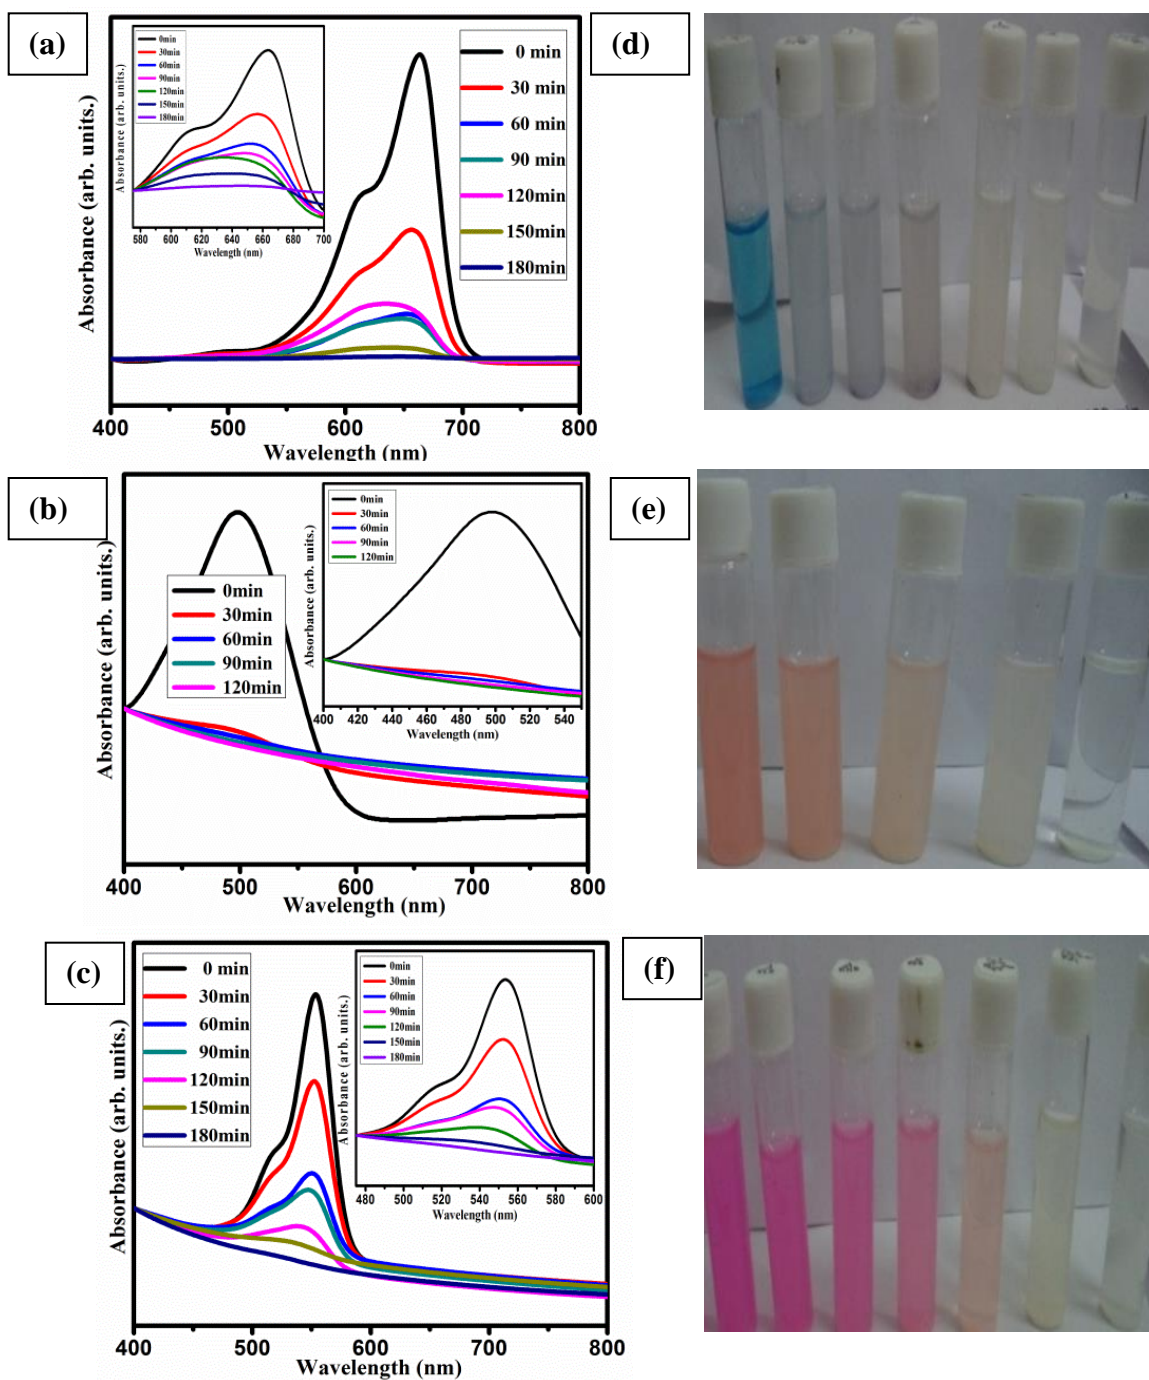 (a)
Absorbance (arb. units.)
0min
30min
60min
90min
120min
150min
180min
Absorbance (arb. units.)
580 600 620 640 660 680 700
Wavelength (nm)
0 min
30 min
60 min
90 min
120min
150min
180min
400 500 600 700 800
Wavelength (nm)
(d)
(b)
Absorbance (arb. units.)
0min
30min
60min
90min
120min
0min
30min
60min
90min
120min
Absorbance (arb. units.)
400 420 440 460 480 500 520 540
Wavelength (nm)
400 500 600 700 800
Wavelength (nm)
(e)
(c)
Absorbance (arb. units.)
0 min
30min
60min
90min
120min
150min
180min
0min
30min
60min
90min
120min
150min
180min
Absorbance (arb. units.)
480 500 520 540 560 580 600
Wavelength (nm)
400 500 600 700 800
Wavelength (nm)
(f)